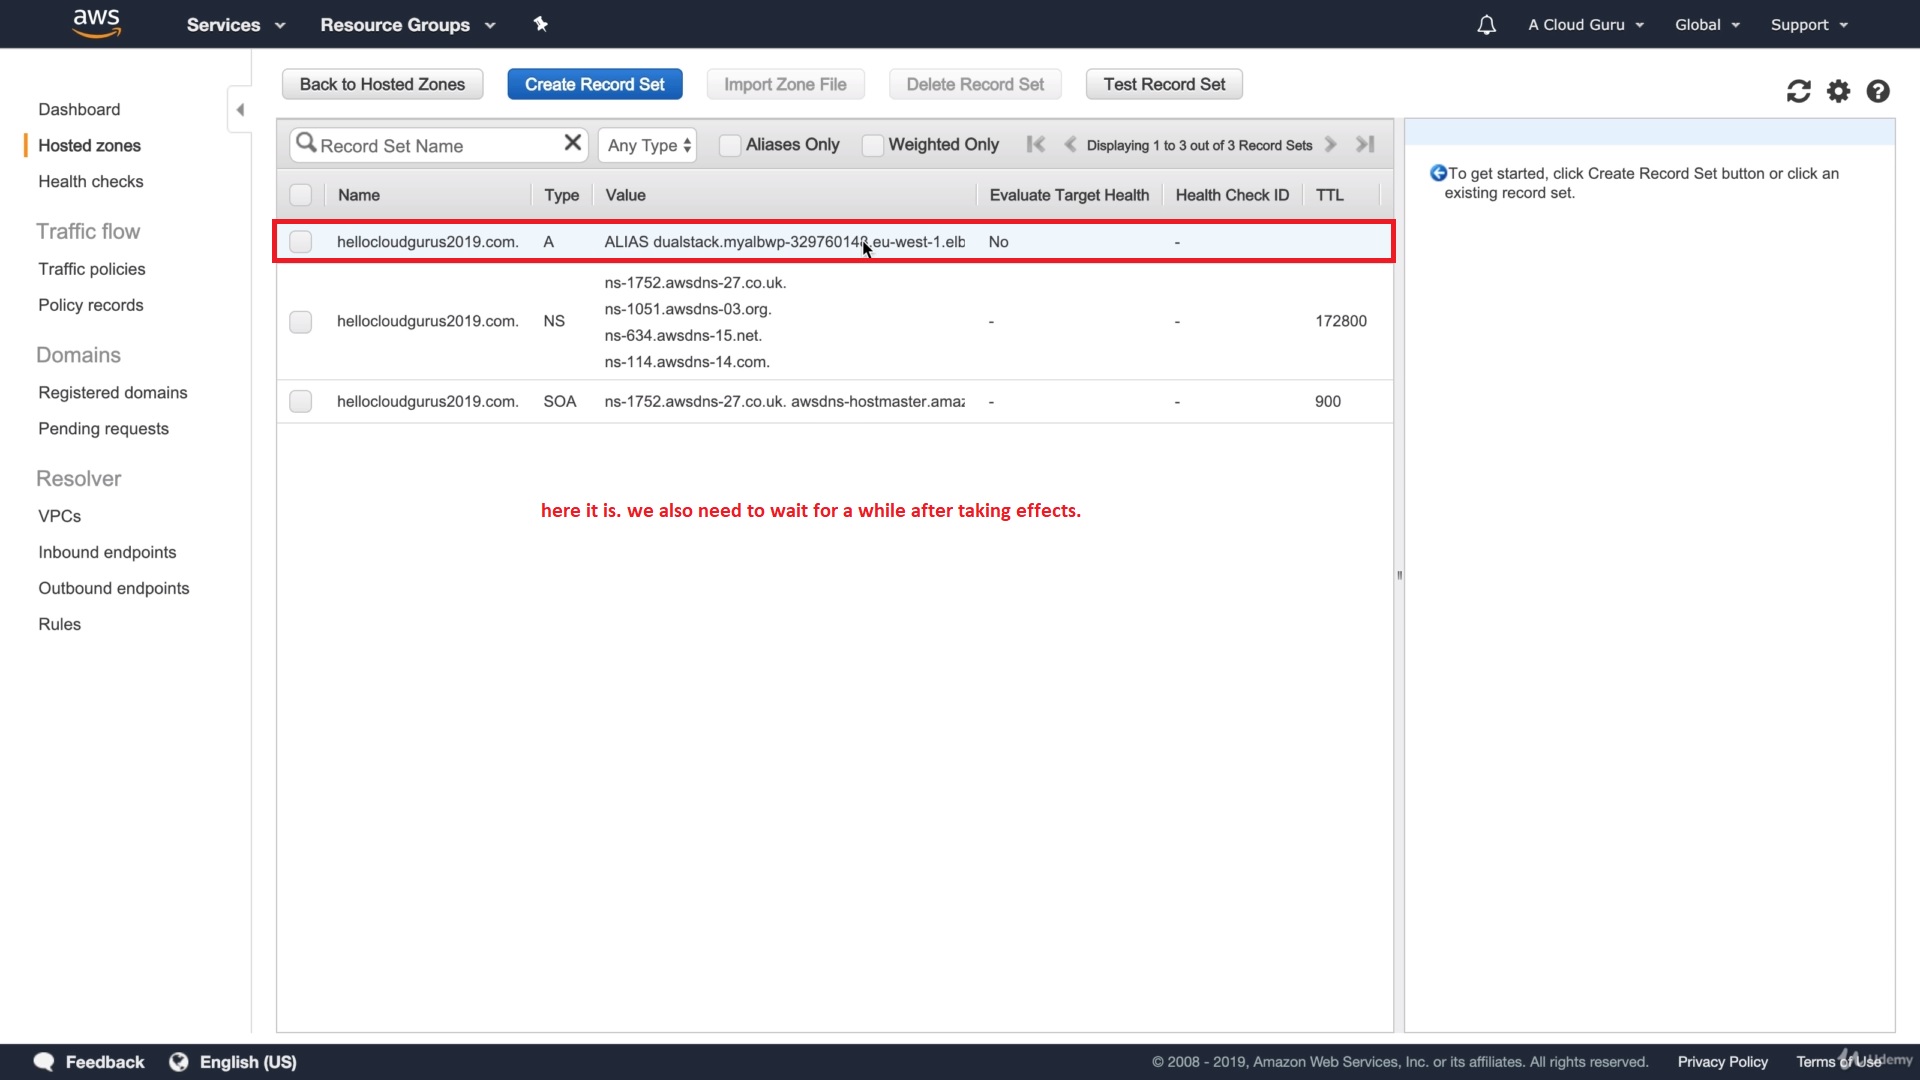 aws
Services
Resource Groups
A Cloud Guru
Global
Support
Back to Hosted Zones
Create Record Set
Import Zone File
Delete Record Set
Test Record Set
Dashboard
Hosted zones
Health checks
Traffic flow
Traffic policies
Policy records
Domains
Registered domains
Pending requests
Resolver
VPCs
Inbound endpoints
Outbound endpoints
Rules
Record Set Name
Any Type
Aliases Only
Weighted Only
Displaying 1 to 3 out of 3 Record Sets
Name Type Value Evaluate Target Health Health Check ID TTL
hellocloudgurus2019.com. A ALIAS dualstack.myalbwp-329760148.eu-west-1.elb No -
hellocloudgurus2019.com. NS ns-1752.awsdns-27.co.uk. - - 172800
ns-1051.awsdns-03.org.
ns-634.awsdns-15.net.
ns-114.awsdns-14.com.
hellocloudgurus2019.com. SOA ns-1752.awsdns-27.co.uk. awsdns-hostmaster.amaz - - 900
here it is. we also need to wait for a while after taking effects.
To get started, click Create Record Set button or click an
existing record set.
Feedback
English (US)
© 2008 - 2019, Amazon Web Services, Inc. or its affiliates. All rights reserved.
Privacy Policy
Terms of Use
Udemy